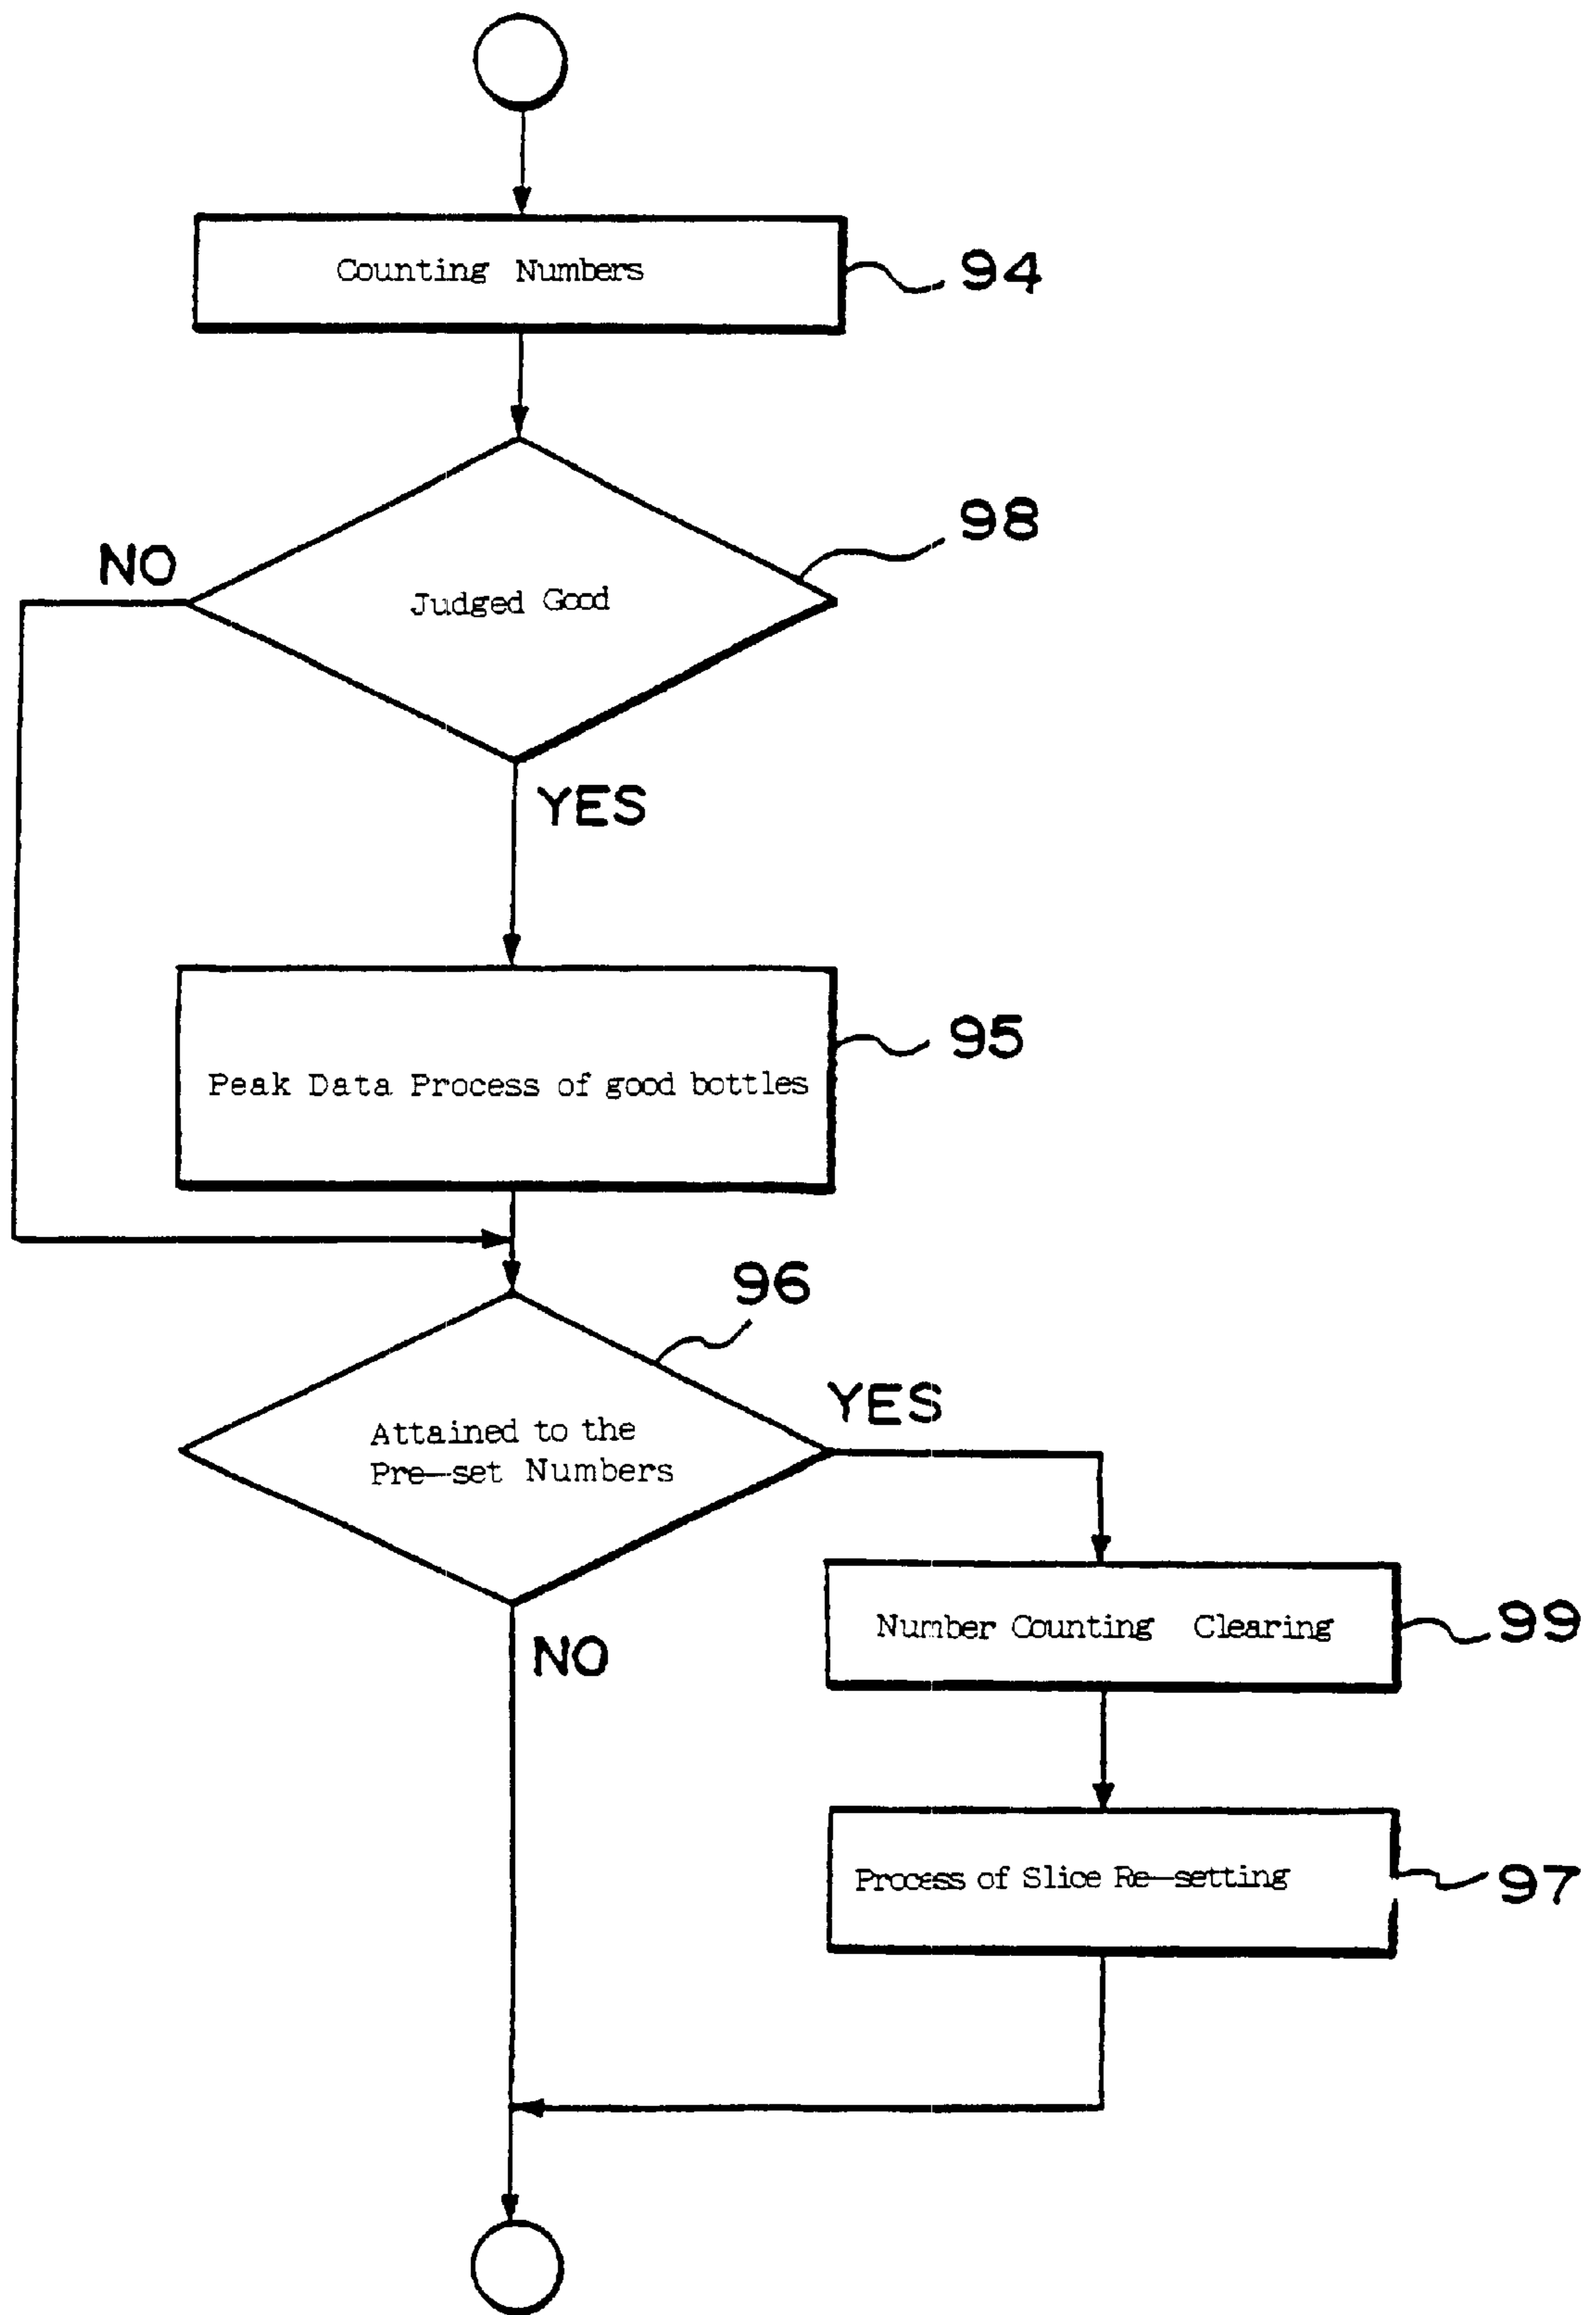 Counting Numbers
94
98
NO
Judged Good
YES
95
Peak Data Process of good bottles
96
YES
Attained to the
Pre-set Numbers
Number Counting Clearing
99
NO
Process of Slice Re-setting
97